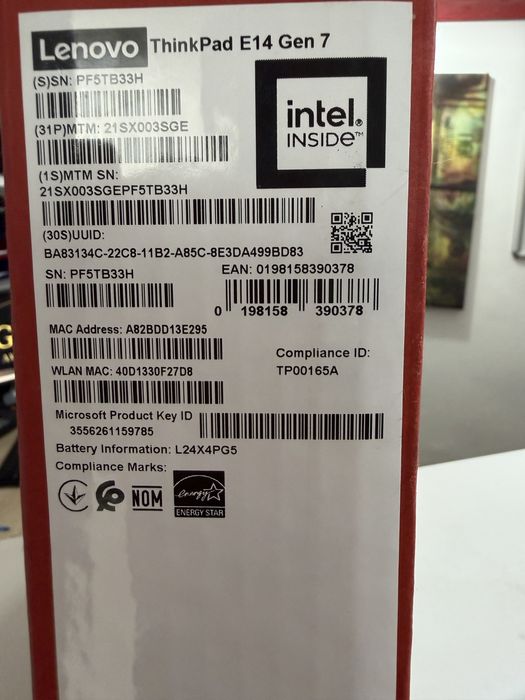 Lenovo ThinkPad E14 Gen 7
(S)SN: PF5TB33H
intel.
INSIDE™
(31P)MTM: 21SX003SGE
(1S)MTM SN:
21SX003SGEPF5TB33H
(30S)UUID:
BA83134C-22C8-11B2-A85C-8E3DA499BD83
SN: PF5TB33H
EAN: 0198158390378
0 198158 390378
MAC Address: A82BDD13E295
WLAN MAC: 40D1330F27D8
Compliance ID:
TP00165A
Microsoft Product Key ID
3556261159785
Battery Information: L24X4PG5
Compliance Marks:
NOM
energy
ENERGY STAR